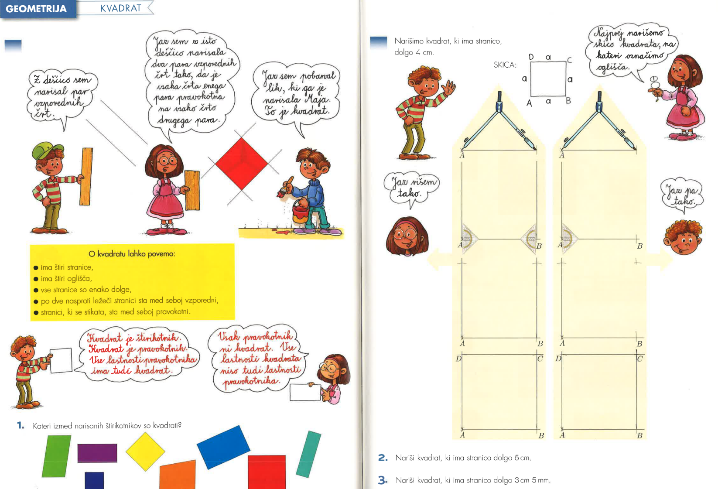 GEOMETRIJA
KVADRAT
Z deščico sem
narisal par
vzporednih
črt.
Jaz sem z isto
deščico narisala
dva para vzporednih
črt tako, da je
vsaka črta enega
para pravokotna
na vsako črto
drugega para.
Jaz sem pobarval
lik, ki ga je
narisala Maja.
To je kvadrat.
O kvadratu lahko povemo:
● ima štiri stranice,
● ima štiri oglišča,
● vse stranice so enako dolge,
● po dve nasproti ležeči stranici sta med seboj vzporedni,
● stranici, ki se stikata, sta med seboj pravokotni.
Kvadrat je štirikotnik.
Kvadrat je pravokotnik.
Vse lastnosti pravokotnika
ima tudi kvadrat.
Vsak pravokotnik
ni kvadrat. Vse
lastnosti kvadrata
niso tudi lastnosti
pravokotnika.
1. Kateri izmed narisanih štirikotnikov so kvadrati?
Narišimo kvadrat, ki ima stranico
dolgo 4 cm.
SKICA:
D a C
a a
A a B
Najprej narišemo
skico kvadrata, na
kateri označimo
oglišča.
A A
Jaz rišem
tako.
Jaz pa
tako.
A B A B
A B A B
D C D C
A B A B
2. Nariši kvadrat, ki ima stranico dolgo 6 cm.
3. Nariši kvadrat, ki ima stranico dolgo 3 cm 5 mm.